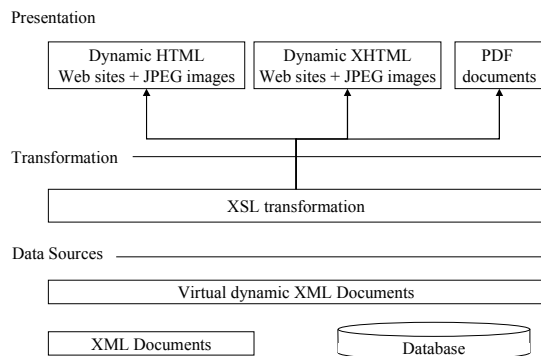 Presentation
Dynamic HTML
Web sites + JPEG images
Dynamic XHTML
Web sites + JPEG images
PDF
documents
Transformation
XSL transformation
Data Sources
Virtual dynamic XML Documents
XML Documents
Database